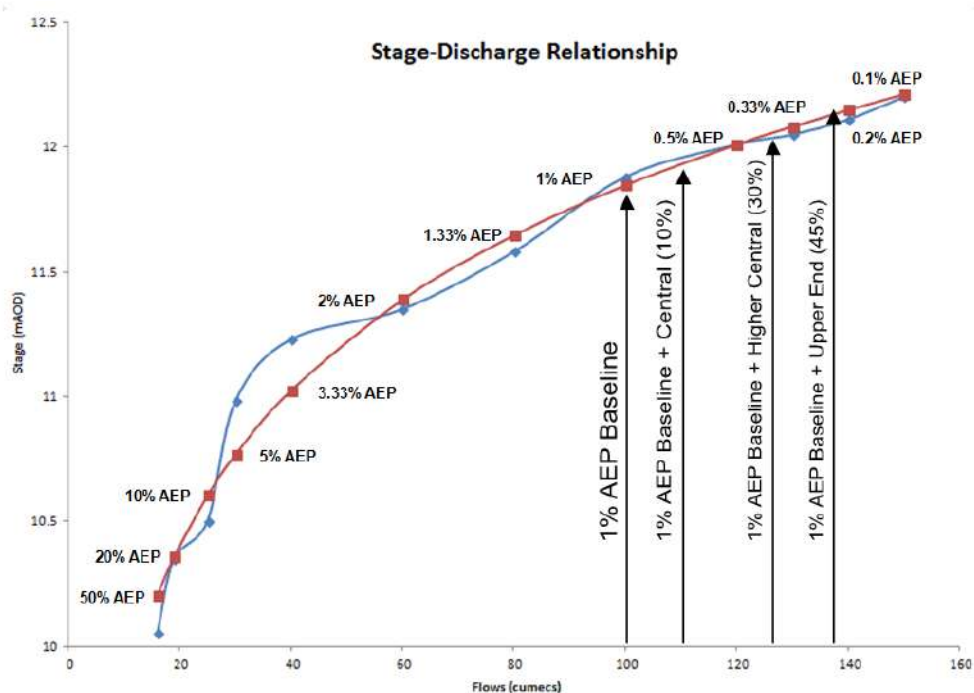 Stage-Discharge Relationship
12.5
12
11.5
11
10.5
10
Stage (mAOD)
0.1% AEP
0.33% AEP
0.5% AEP
0.2% AEP
1% AEP
1.33% AEP
2% AEP
3.33% AEP
5% AEP
10% AEP
20% AEP
50% AEP
1% AEP Baseline
1% AEP Baseline + Central (10%)
1% AEP Baseline + Higher Central (30%)
1% AEP Baseline + Upper End (45%)
0 20 40 60 80 100 120 140 160
Flows (cumecs)